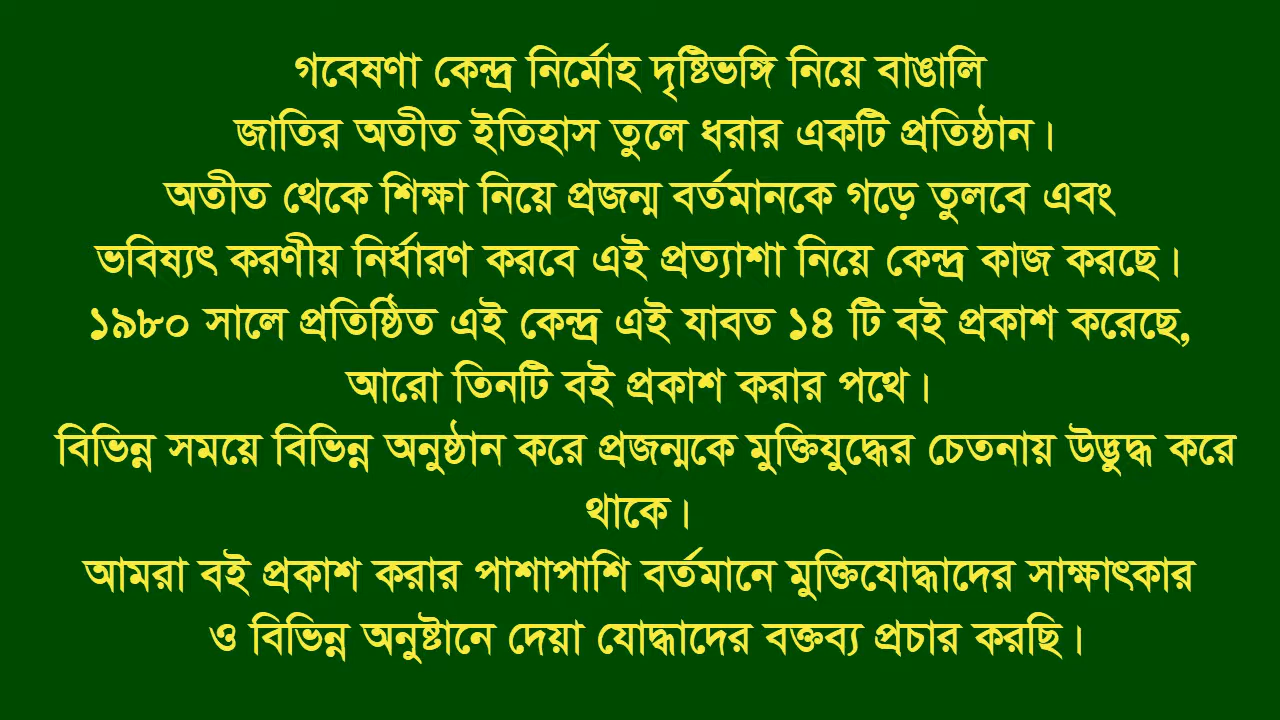 গবেষণা কেন্দ্র নির্মোহ দৃষ্টিভঙ্গি নিয়ে বাঙালি
জাতির অতীত ইতিহাস তুলে ধরার একটি প্রতিষ্ঠান।
অতীত থেকে শিক্ষা নিয়ে প্রজন্ম বর্তমানকে গড়ে তুলবে এবং
ভবিষ্যৎ করণীয় নির্ধারণ করবে এই প্রত্যাশা নিয়ে কেন্দ্র কাজ করছে।
১৯৮০ সালে প্রতিষ্ঠিত এই কেন্দ্র এই যাবত ১৪ টি বই প্রকাশ করেছে,
আরো তিনটি বই প্রকাশ করার পথে।
বিভিন্ন সময়ে বিভিন্ন অনুষ্ঠান করে প্রজন্মকে মুক্তিযুদ্ধের চেতনায় উদ্ভুদ্ধ করে
থাকে।
আমরা বই প্রকাশ করার পাশাপাশি বর্তমানে মুক্তিযোদ্ধাদের সাক্ষাৎকার
ও বিভিন্ন অনুষ্টানে দেয়া যোদ্ধাদের বক্তব্য প্রচার করছি।